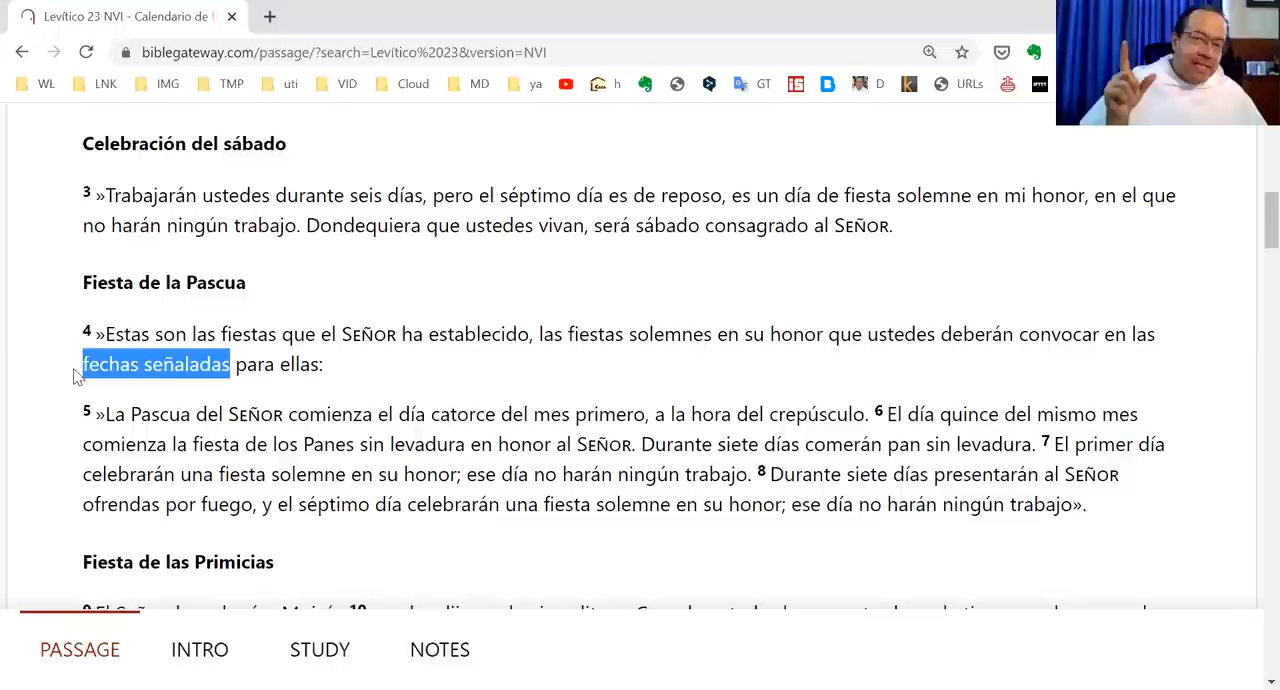 Levítico 23 NVI - Calendario de f
biblegateway.com/passage/?search=Levítico%2023&version=NVI
WL LNK IMG TMP uti VID Cloud MD ya h GT D k URLs
Celebración del sábado
3 »Trabajarán ustedes durante seis días, pero el séptimo día es de reposo, es un día de fiesta solemne en mi honor, en el que
no harán ningún trabajo. Dondequiera que ustedes vivan, será sábado consagrado al SEÑOR.
Fiesta de la Pascua
4 »Estas son las fiestas que el SEÑOR ha establecido, las fiestas solemnes en su honor que ustedes deberán convocar en las
fechas señaladas para ellas:
5 »La Pascua del SEÑOR comienza el día catorce del mes primero, a la hora del crepúsculo. 6 El día quince del mismo mes
comienza la fiesta de los Panes sin levadura en honor al SEÑOR. Durante siete días comerán pan sin levadura. 7 El primer día
celebrarán una fiesta solemne en su honor; ese día no harán ningún trabajo. 8 Durante siete días presentarán al SEÑOR
ofrendas por fuego, y el séptimo día celebrarán una fiesta solemne en su honor; ese día no harán ningún trabajo».
Fiesta de las Primicias
PASSAGE INTRO STUDY NOTES